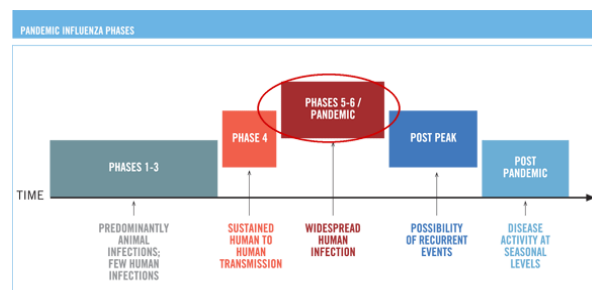 PANDEMIC INFLUENZA PHASES
PHASES 5-6 /
PANDEMIC
PHASE 4
POST PEAK
PHASES 1-3
POST
PANDEMIC
TIME
PREDOMINANTLY
ANIMAL
INFECTIONS;
FEW HUMAN
INFECTIONS
SUSTAINED
HUMAN TO
HUMAN
TRANSMISSION
WIDESPREAD
HUMAN
INFECTION
POSSIBILITY
OF RECURRENT
EVENTS
DISEASE
ACTIVITY AT
SEASONAL
LEVELS